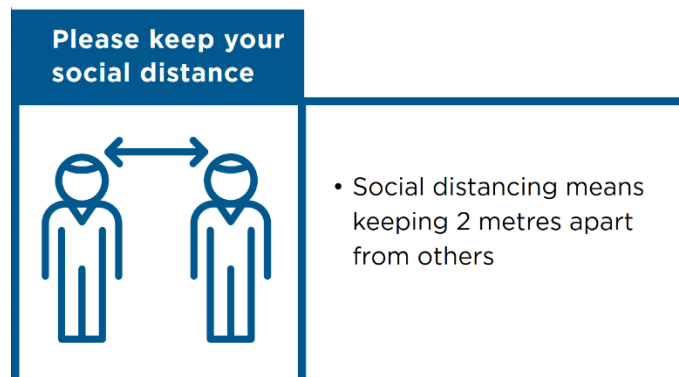 Please keep your
social distance
• Social distancing means
keeping 2 metres apart
from others